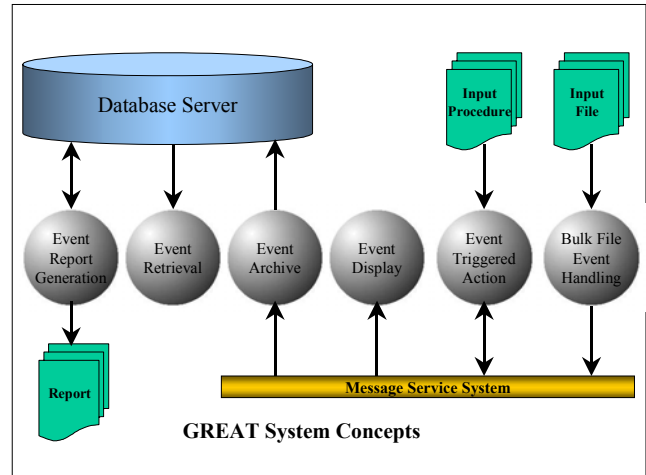 Database Server
Input
Procedure
Input
File
Event
Report
Generation
Event
Retrieval
Event
Archive
Event
Display
Event
Triggered
Action
Bulk File
Event
Handling
Report
Message Service System
GREAT System Concepts